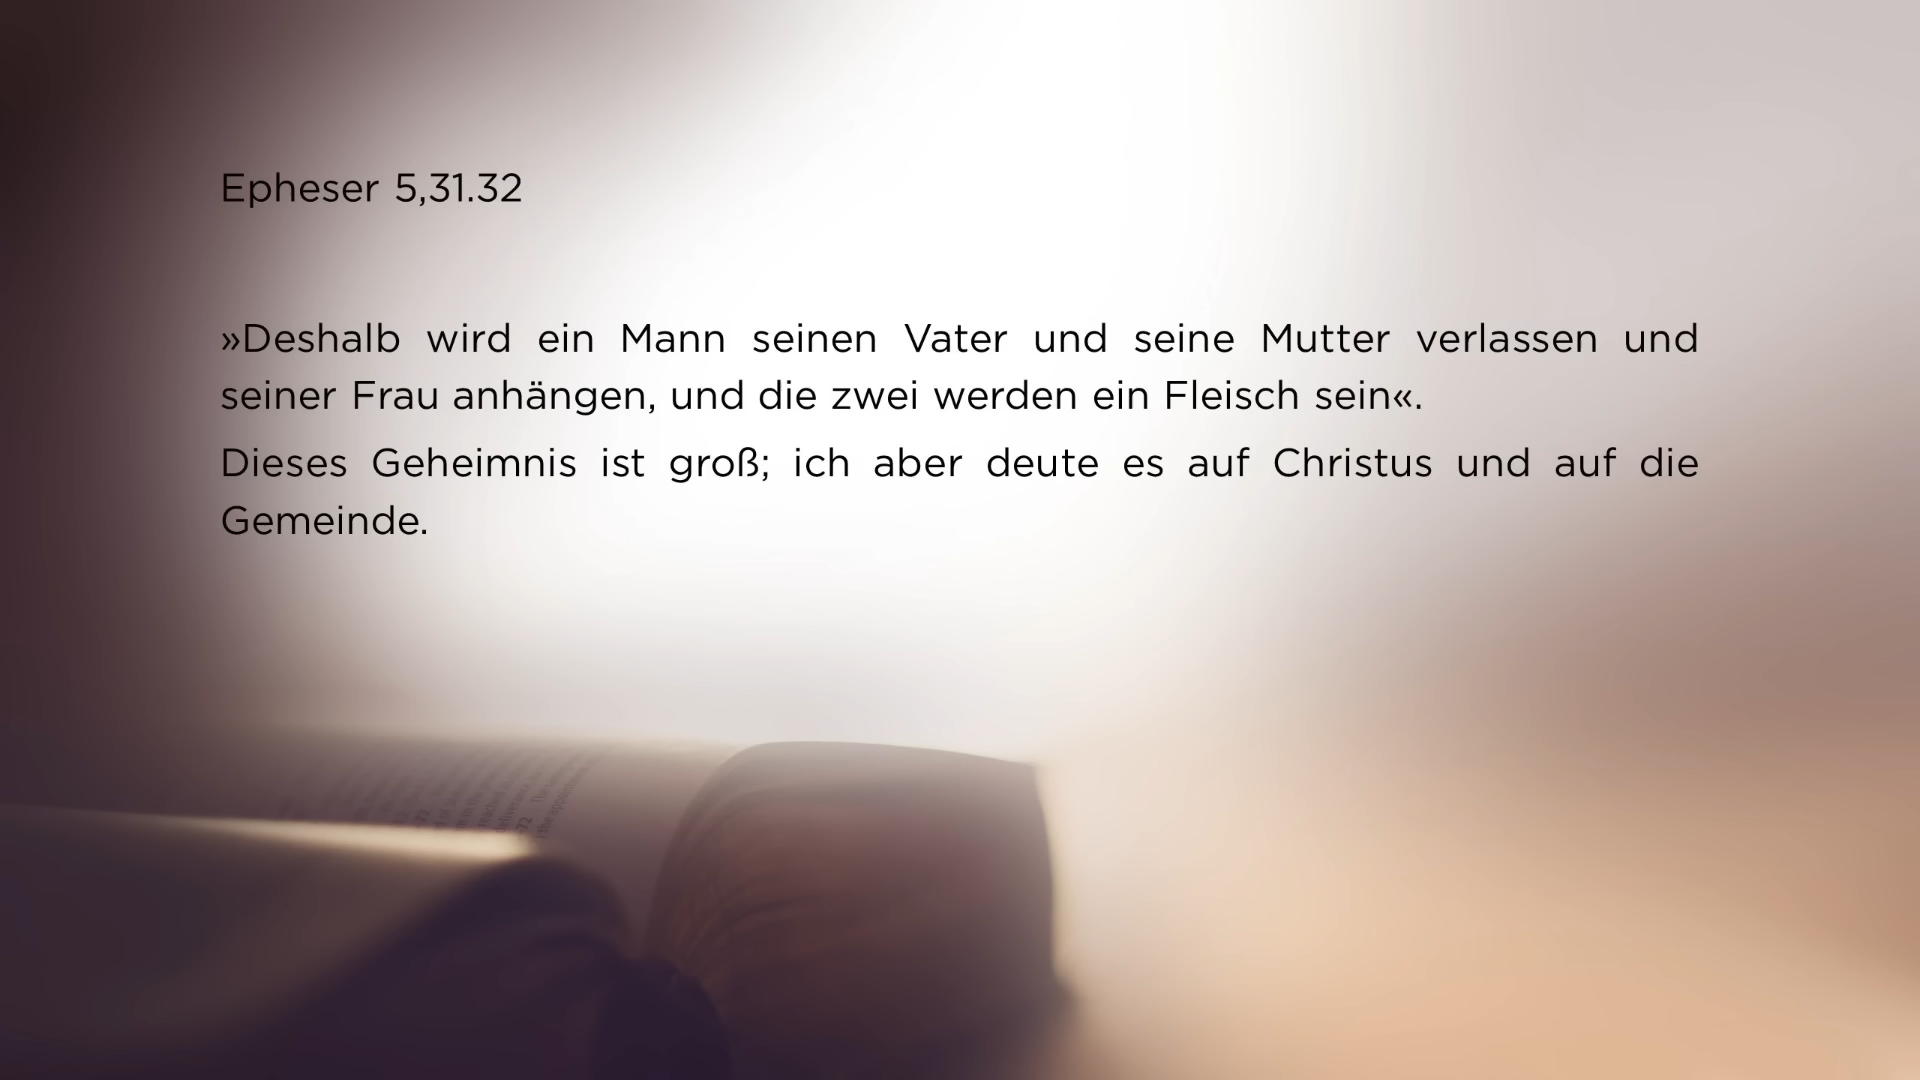 Epheser 5,31.32
»Deshalb wird ein Mann seinen Vater und seine Mutter verlassen und
seiner Frau anhängen, und die zwei werden ein Fleisch sein«.
Dieses Geheimnis ist groß; ich aber deute es auf Christus und auf die
Gemeinde.